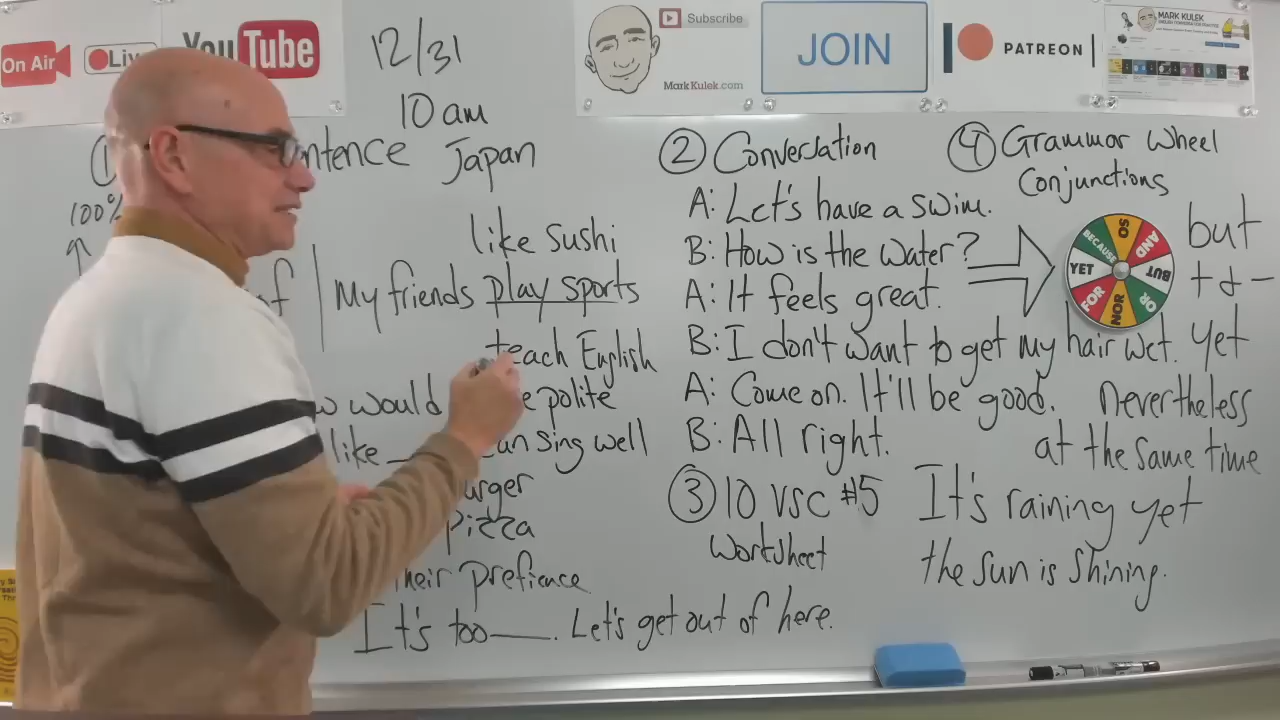 On Air
Live
YouTube
12/31
10 am
Subscribe
MarkKulek.com
JOIN
PATREON
MARK KULEK
① Japan
100%
of | My friends play sports
like sushi
teach English
would polite
like sing well
Pizza
Their prefience
It's too___. Let's get out of here.
② Conversation
A: Let's have a swim.
B: How is the water?
A: It feels great.
B: I don't want to get my hair wet.
A: Come on. It'll be good.
B: All right.
③ 10 VSC #5
Worksheet
④ Grammar Wheel
Conjunctions
SO
AND
BUT
OR
NOR
FOR
YET
BECAUSE
but
+ & -
yet
nevertheless
at the same time
It's raining yet
the sun is shining.